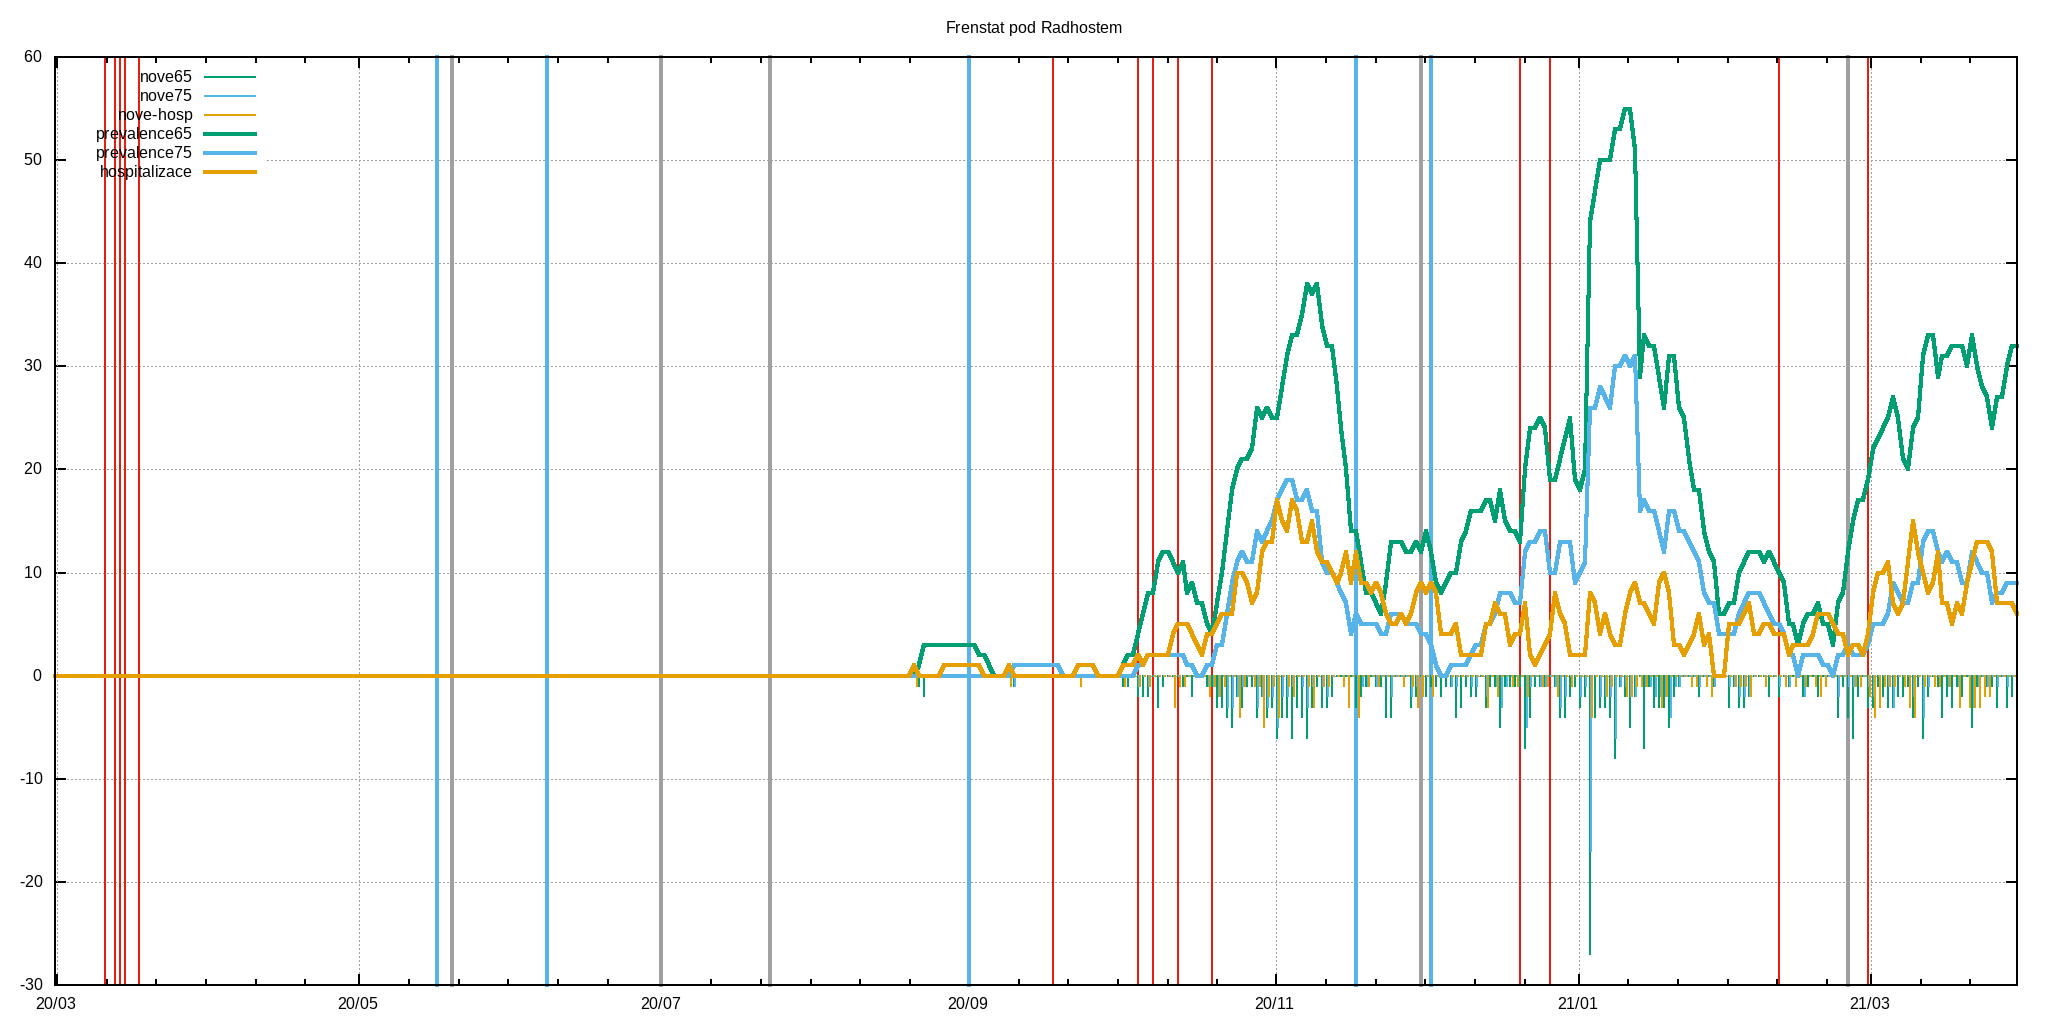 Frenstat pod Radhostem
60
50
40
30
20
10
0
-10
-20
-30
nove65
nove75
nove-hosp
prevalence65
prevalence75
hospitalizace
20/03 20/05 20/07 20/09 20/11 21/01 21/03